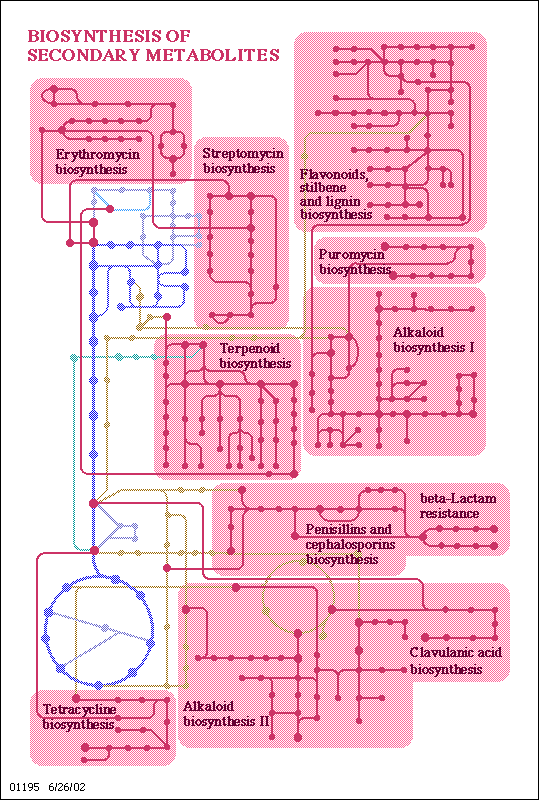 BIOSYNTHESIS OF
SECONDARY METABOLITES
Erythromycin
biosynthesis
Streptomycin
biosynthesis
Flavonoids,
stilbene
and lignin
biosynthesis
Puromycin
biosynthesis
Alkaloid
biosynthesis I
Terpenoid
biosynthesis
beta-Lactam
resistance
Penisillins and
cephalosporins
biosynthesis
Clavulanic acid
biosynthesis
Alkaloid
biosynthesis II
Tetracycline
biosynthesis
01195 6/26/02